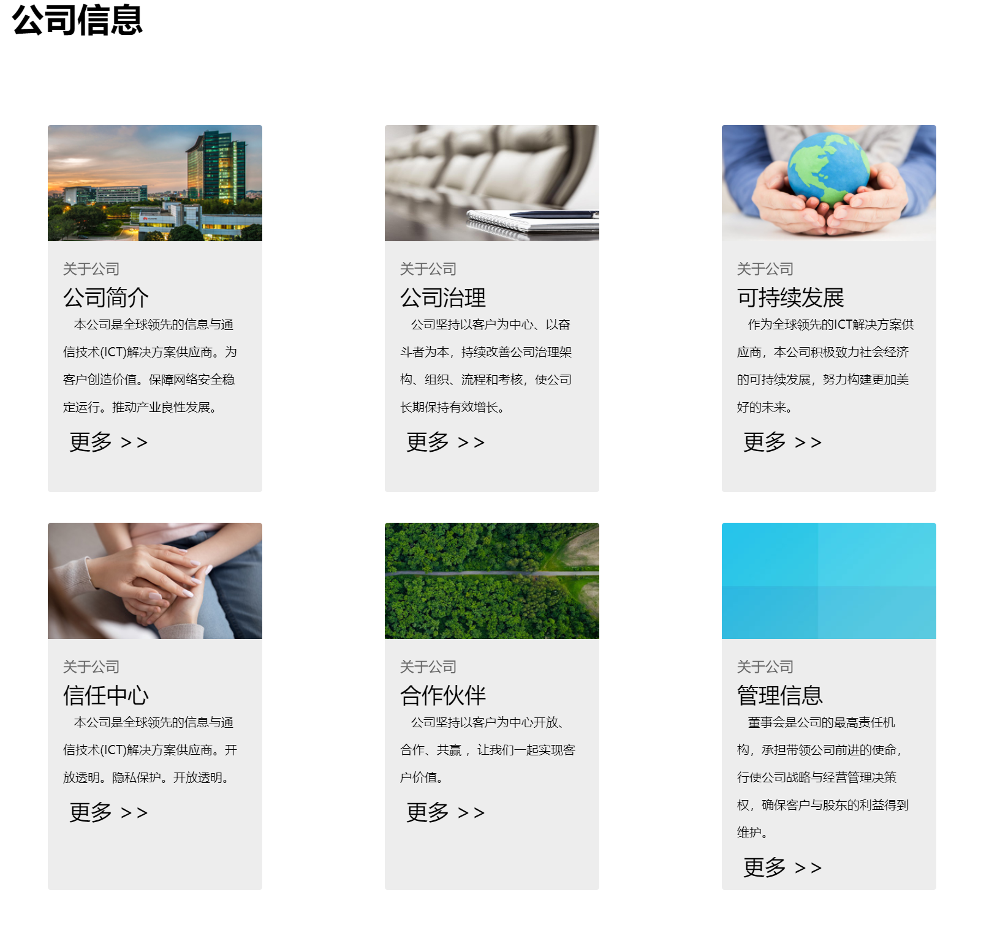 公司信息
关于公司
公司简介
本公司是全球领先的信息与通
信技术(ICT)解决方案供应商。为
客户创造价值。保障网络安全稳
定运行。推动产业良性发展。
更多 >>
关于公司
公司治理
公司坚持以客户为中心、以奋
斗者为本，持续改善公司治理架
构、组织、流程和考核，使公司
长期保持有效增长。
更多 >>
关于公司
可持续发展
作为全球领先的ICT解决方案供
应商，本公司积极致力社会经济
的可持续发展，努力构建更加美
好的未来。
更多 >>
关于公司
信任中心
本公司是全球领先的信息与通
信技术(ICT)解决方案供应商。开
放透明。隐私保护。开放透明。
更多 >>
关于公司
合作伙伴
公司坚持以客户为中心开放、
合作、共赢 ，让我们一起实现客
户价值。
更多 >>
关于公司
管理信息
董事会是公司的最高责任机
构，承担带领公司前进的使命，
行使公司战略与经营管理决策
权，确保客户与股东的利益得到
维护。
更多 >>